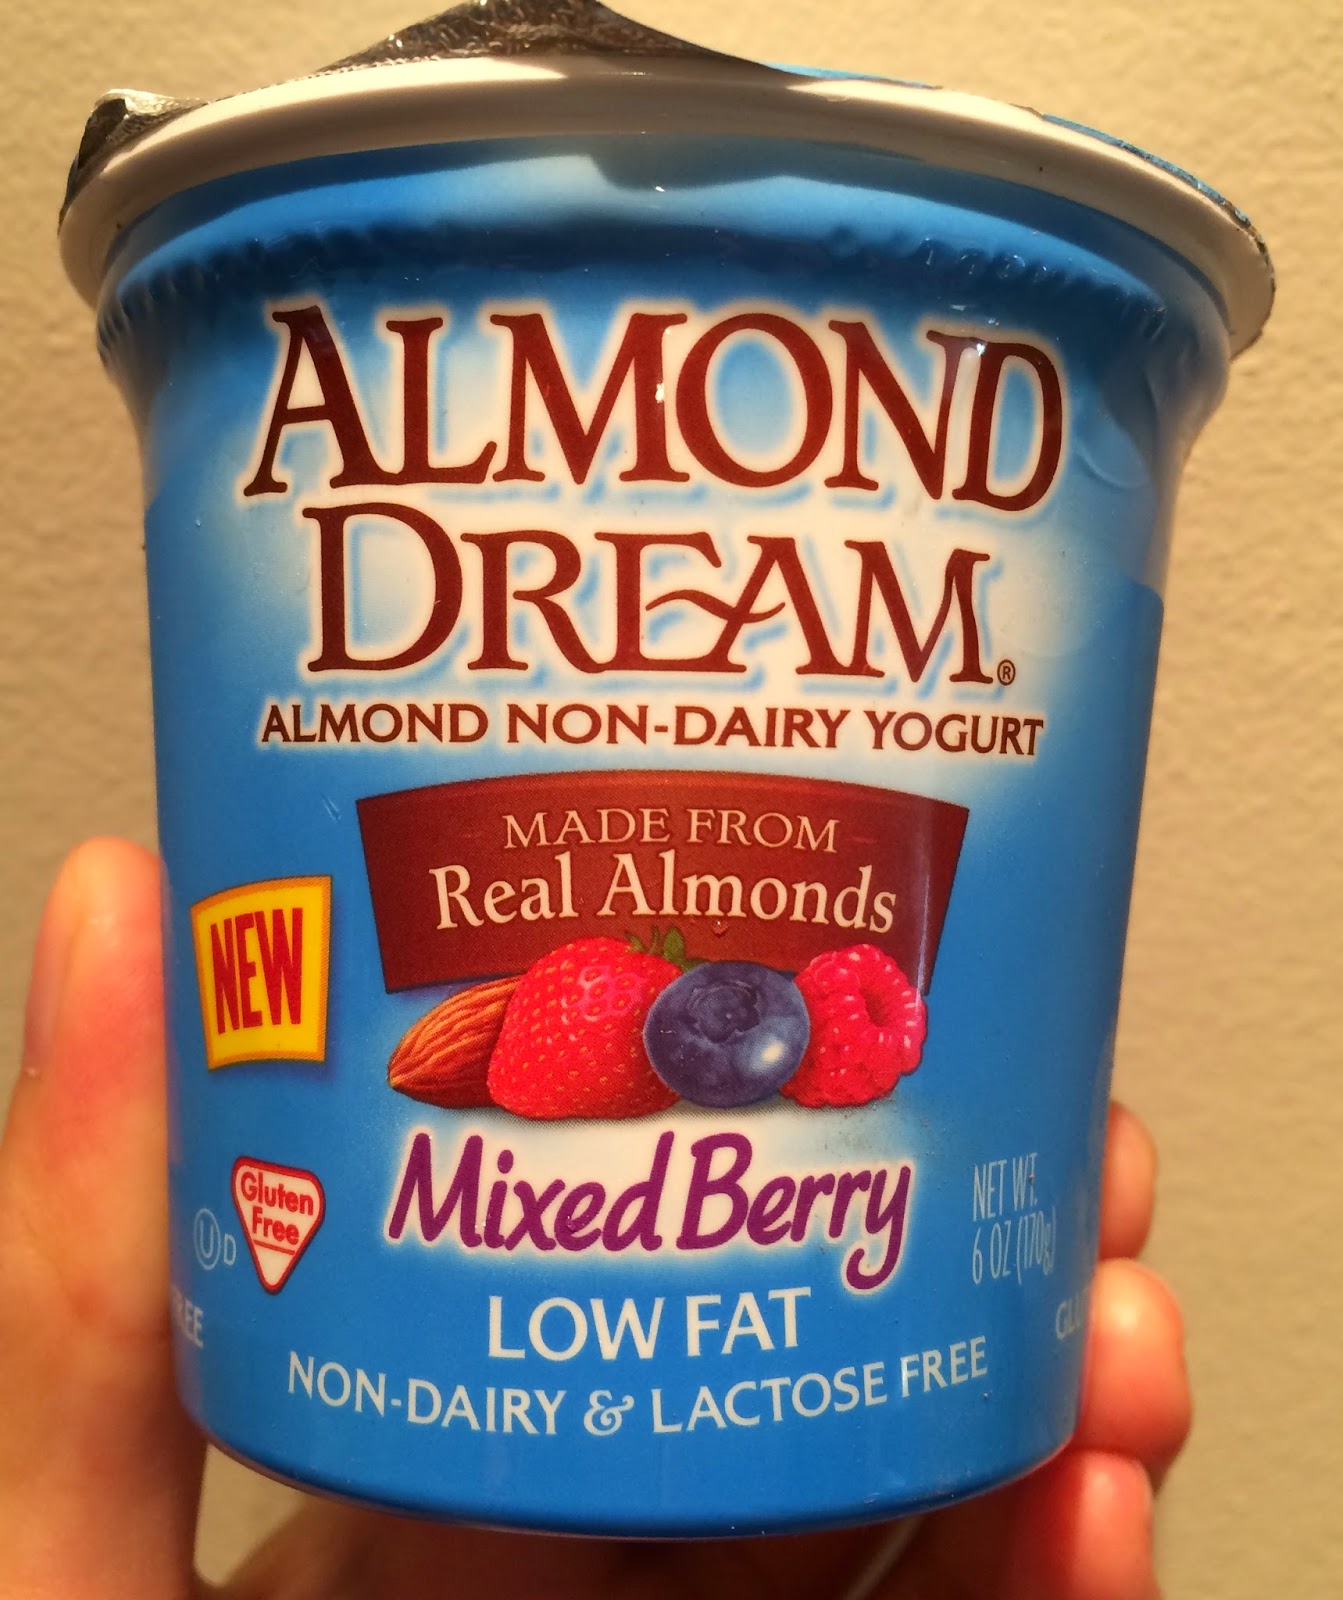 ALMOND
DREAM®
ALMOND NON-DAIRY YOGURT
MADE FROM
Real Almonds
NEW
Mixed Berry
Gluten
Free
U D
NET WT.
6 OZ (170g)
LOW FAT
NON-DAIRY & LACTOSE FREE